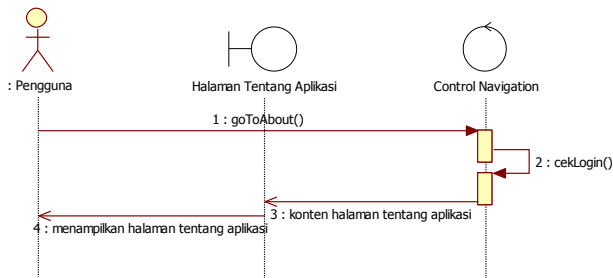 : Pengguna
Halaman Tentang Aplikasi
Control Navigation
1 : goToAbout()
2 : cekLogin()
3 : konten halaman tentang aplikasi
4 : menampilkan halaman tentang aplikasi